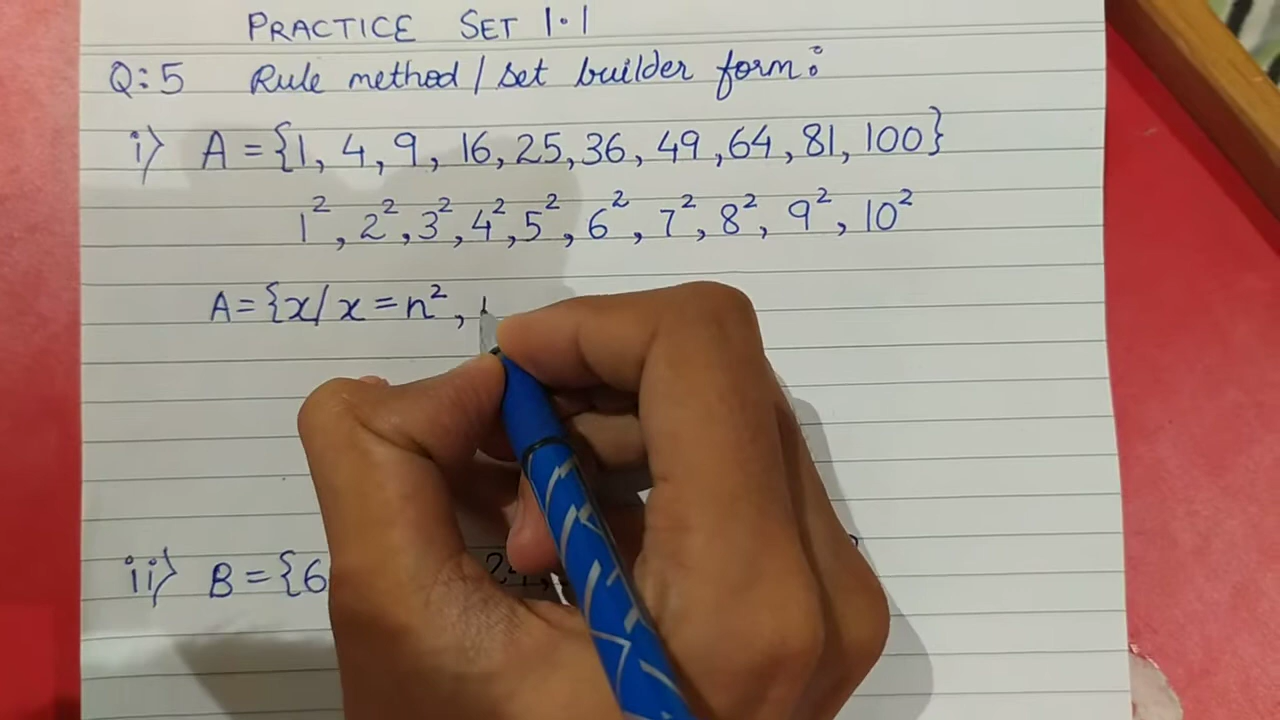 PRACTICE SET 1.1
Q:5 Rule method / set builder form:
i) A = {1, 4, 9, 16, 25, 36, 49, 64, 81, 100}
1², 2², 3², 4², 5², 6², 7², 8², 9², 10²
A = {x/x = n²,
ii) B = {6 24,